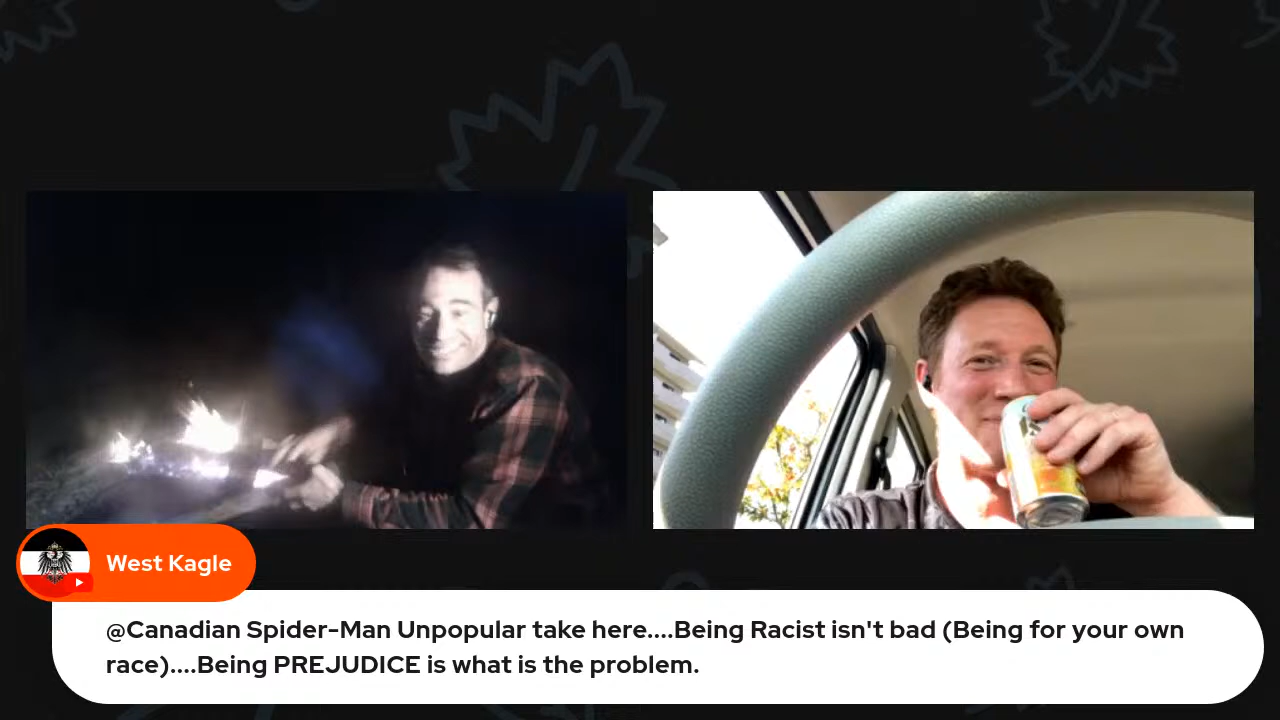 West Kagle
@Canadian Spider-Man Unpopular take here....Being Racist isn't bad (Being for your own
race)....Being PREJUDICE is what is the problem.